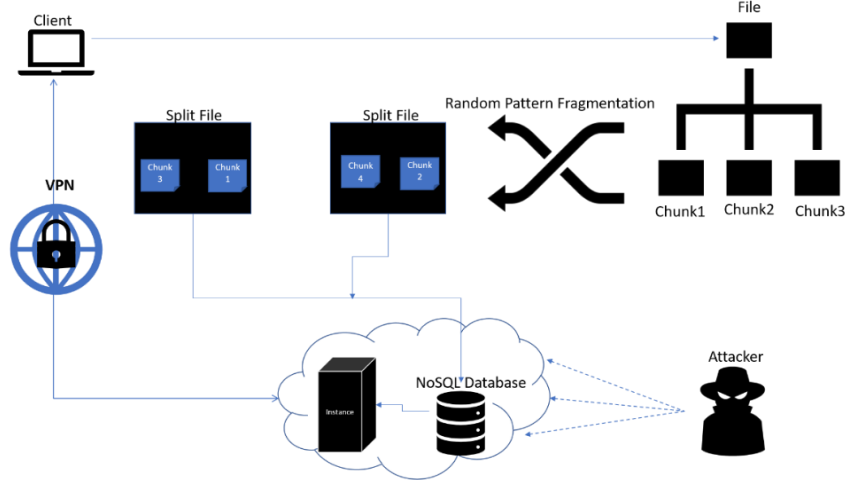 Client
File
Split File
Split File
Random Pattern Fragmentation
Chunk
3
Chunk
1
Chunk
4
Chunk
2
VPN
Chunk1
Chunk2
Chunk3
Attacker
NoSQL Database
Instance